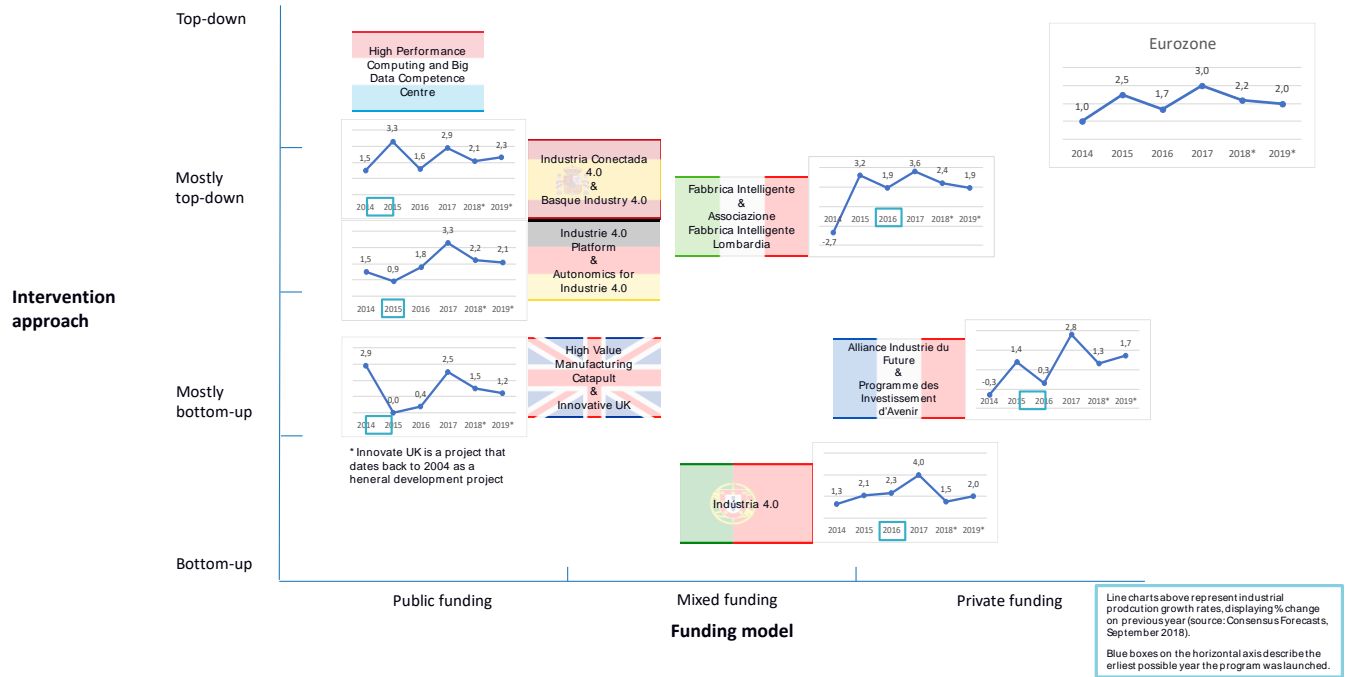 Top-down
High Performance
Computing and Big
Data Competence
Centre
Eurozone
1,0
2,5
1,7
3,0
2,2
2,0
2014 2015 2016 2017 2018* 2019*
1,5
3,3
1,6
2,9
2,1
2,3
2014 2015 2016 2017 2018* 2019*
Mostly
top-down
Industria Conectada
4.0
&
Basque Industry 4.0
Fabbrica Intelligente
&
Associazione
Fabbrica Intelligente
Lombardia
-2,7
3,2
1,9
3,6
2,4
1,9
2014 2015 2016 2017 2018* 2019*
1,5
0,9
1,8
3,3
2,2
2,1
2014 2015 2016 2017 2018* 2019*
Industrie 4.0
Platform
&
Autonomics for
Industrie 4.0
Intervention
approach
Mostly
bottom-up
2,9
0,0
0,4
2,5
1,5
1,2
2014 2015 2016 2017 2018* 2019*
High Value
Manufacturing
Catapult
&
Innovative UK
Alliance Industrie du
Future
&
Programme des
Investissement
d'Avenir
-0,3
1,4
0,3
2,8
1,3
1,7
2014 2015 2016 2017 2018* 2019*
* Innovate UK is a project that
dates back to 2004 as a
heneral development project
Indústria 4.0
1,3
2,1
2,3
4,0
1,5
2,0
2014 2015 2016 2017 2018* 2019*
Bottom-up
Public funding
Mixed funding
Private funding
Funding model
Line charts above represent industrial
prodcution growth rates, displaying % change
on previous year (source: Consensus Forecasts,
September 2018).
Blue boxes on the horizontal axis describe the
erliest possible year the program was launched.